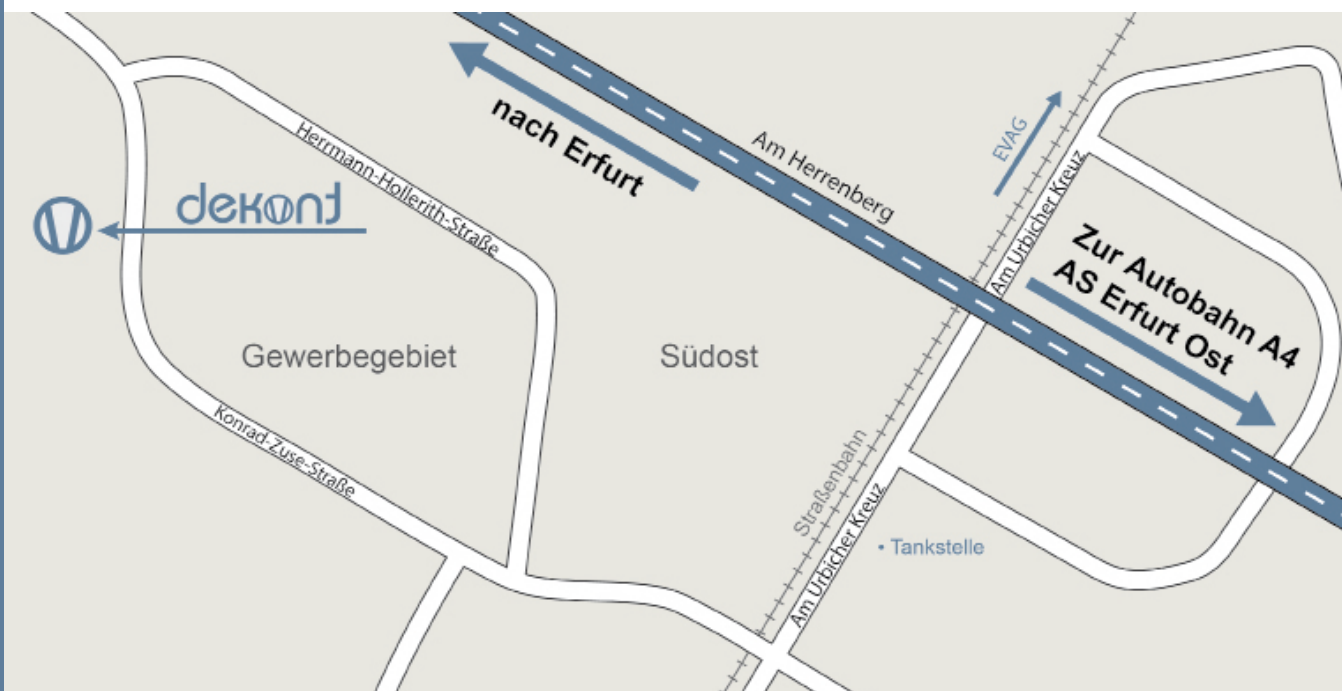 nach Erfurt
Am Herrenberg
EVAG
Am Urbicher Kreuz
Zur Autobahn A4
AS Erfurt Ost
Herrmann-Hollerith-Straße
dekont
Gewerbegebiet Südost
Konrad-Zuse-Straße
Straßenbahn
Am Urbicher Kreuz
• Tankstelle